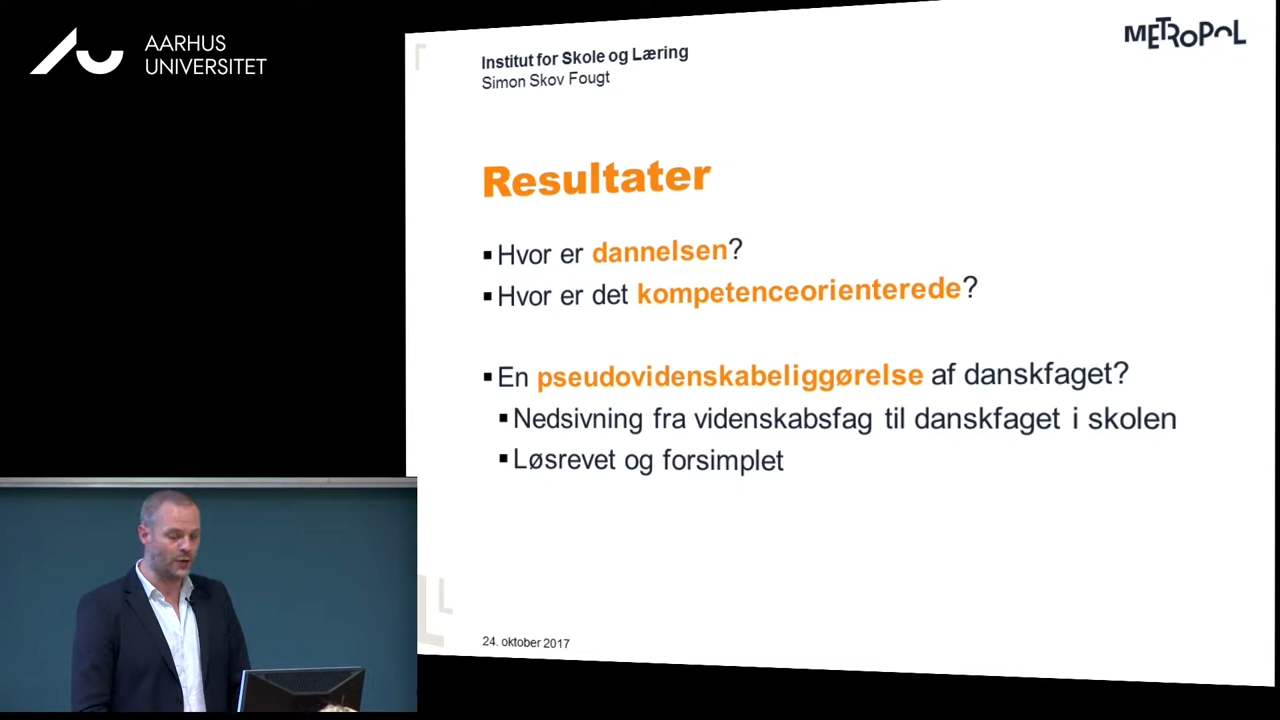 AARHUS
UNIVERSITET
METROPOL
Institut for Skole og Læring
Simon Skov Fougt
Resultater
▪Hvor er dannelsen?
▪Hvor er det kompetenceorienterede?
▪En pseudovidenskabeliggørelse af danskfaget?
▪Nedsivning fra videnskabsfag til danskfaget i skolen
▪Løsrevet og forsimplet
24. oktober 2017